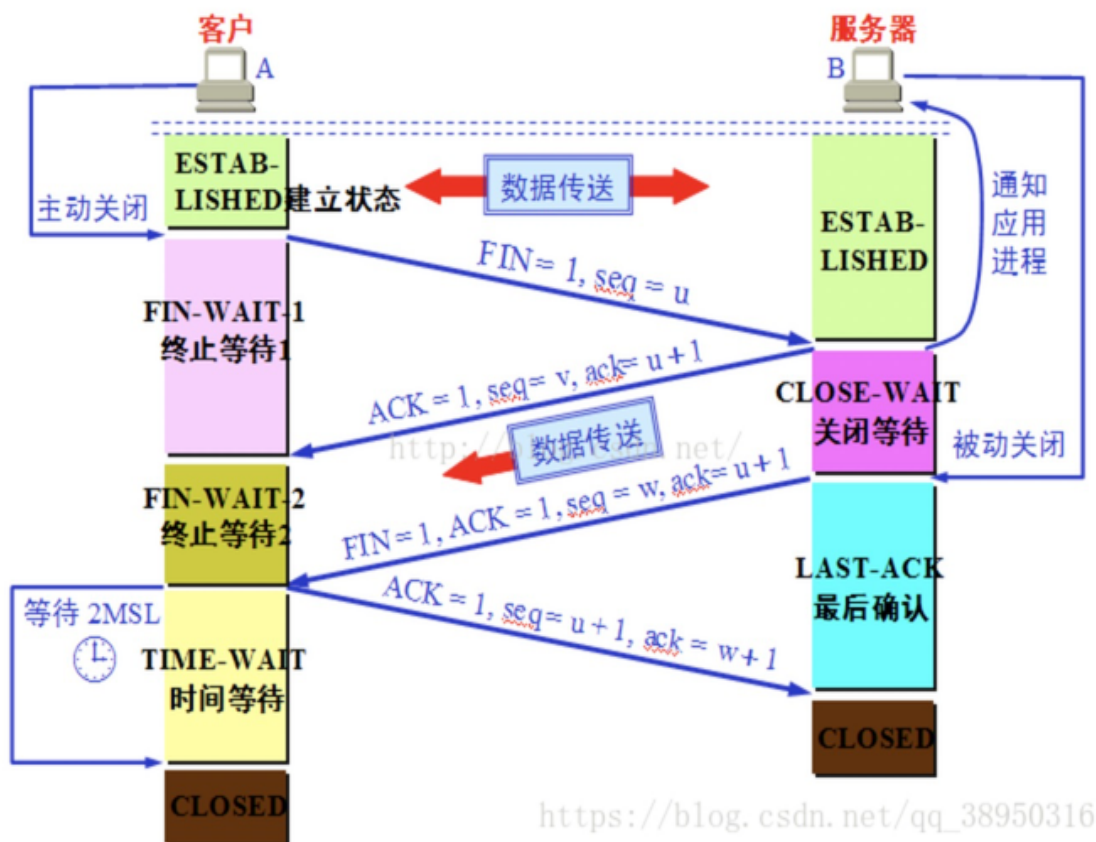 客户
服务器
A
B
ESTAB-
LISHED建立状态
数据传送
主动关闭
通知
应用
进程
ESTAB-
LISHED
FIN = 1, seq = u
FIN-WAIT-1
终止等待1
ACK = 1, seq= v, ack= u + 1
CLOSE-WAIT
关闭等待
http://blog.csdn.net/
数据传送
被动关闭
FIN-WAIT-2
终止等待2
FIN = 1, ACK = 1, seq = w, ack= u + 1
LAST-ACK
最后确认
等待 2MSL
ACK = 1, seq= u + 1, ack = w + 1
TIME-WAIT
时间等待
CLOSED
CLOSED
https://blog.csdn.net/qq_38950316